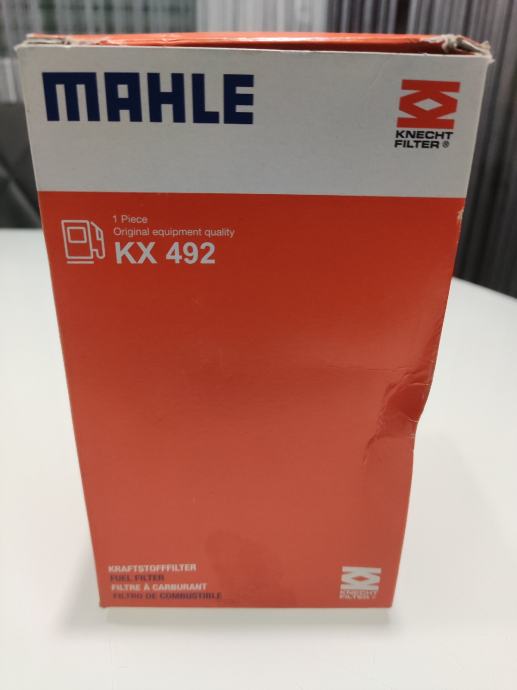 MAHLE
KNECHT
FILTER®
1 Piece
Original equipment quality
KX 492
KRAFTSTOFFFILTER
FUEL FILTER
FILTRE À CARBURANT
FILTRO DE COMBUSTIBLE
KNECHT
FILTER®